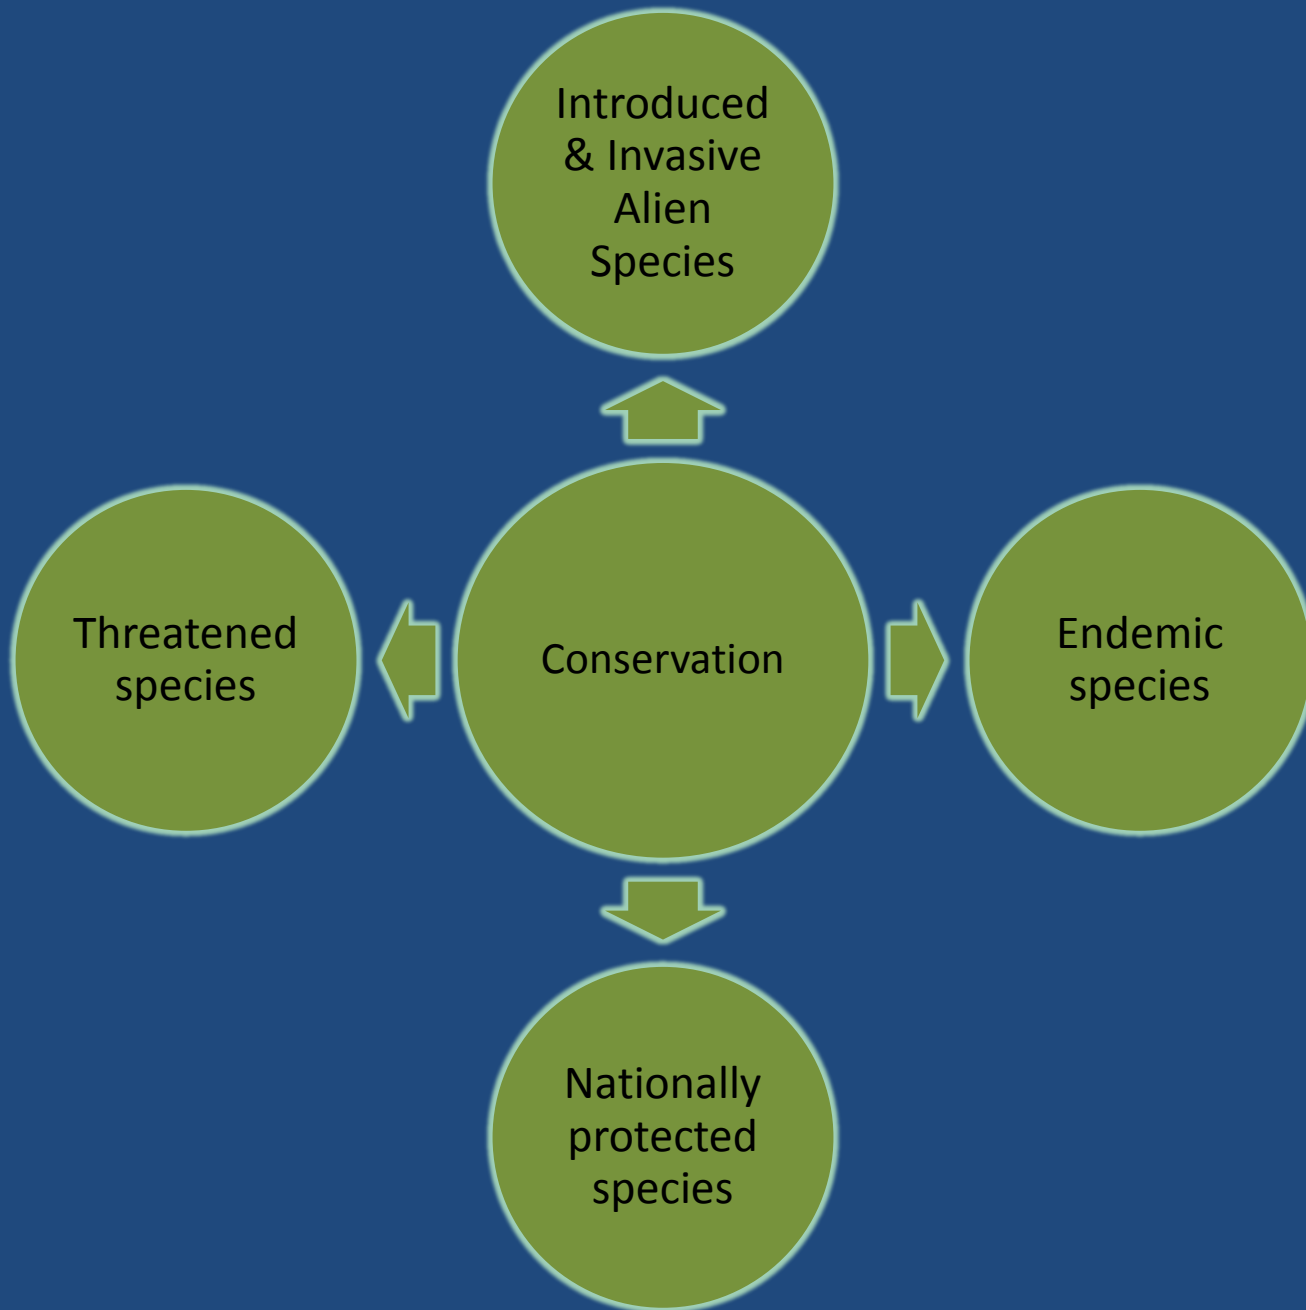 Introduced
& Invasive
Alien
Species
Threatened
species
Conservation
Endemic
species
Nationally
protected
species